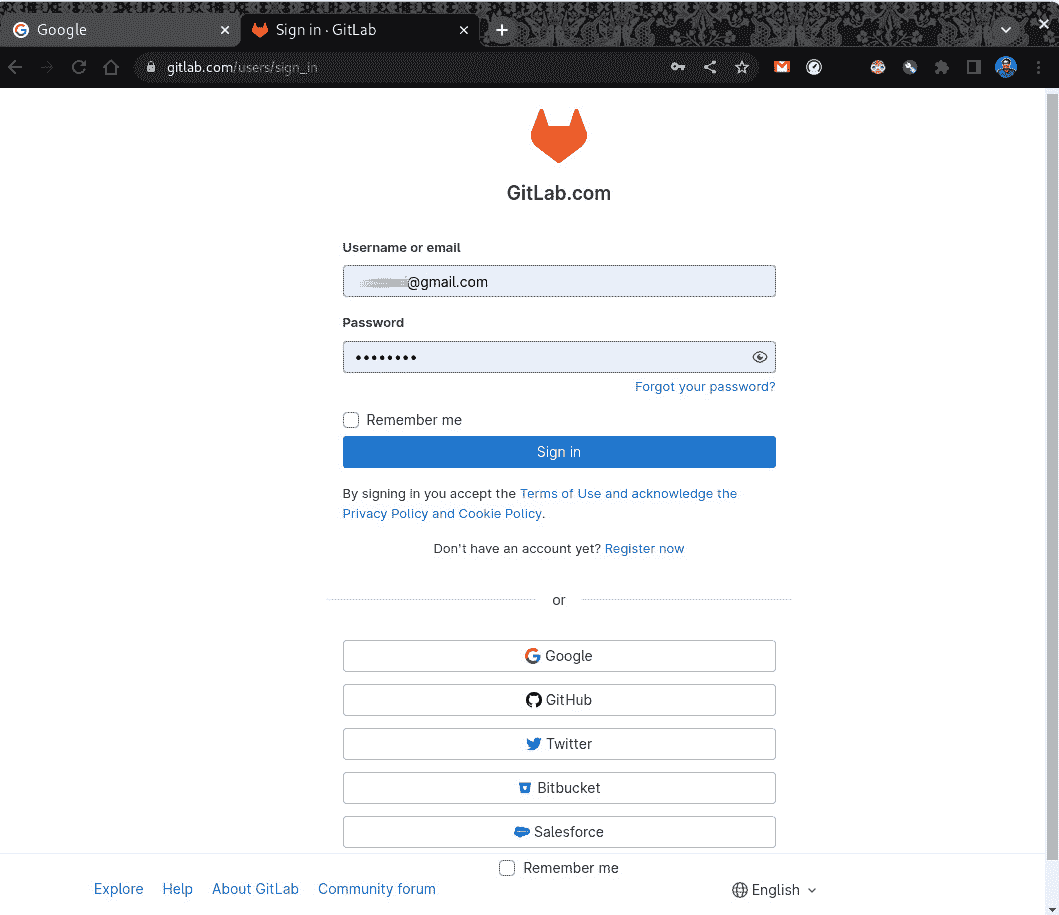 Google
Sign in · GitLab
gitlab.com/users/sign_in
GitLab.com
Username or email
@gmail.com
Password
••••••••
Forgot your password?
Remember me
Sign in
By signing in you accept the Terms of Use and acknowledge the
Privacy Policy and Cookie Policy.
Don't have an account yet? Register now
or
Google
GitHub
Twitter
Bitbucket
Salesforce
Remember me
Explore Help About GitLab Community forum English